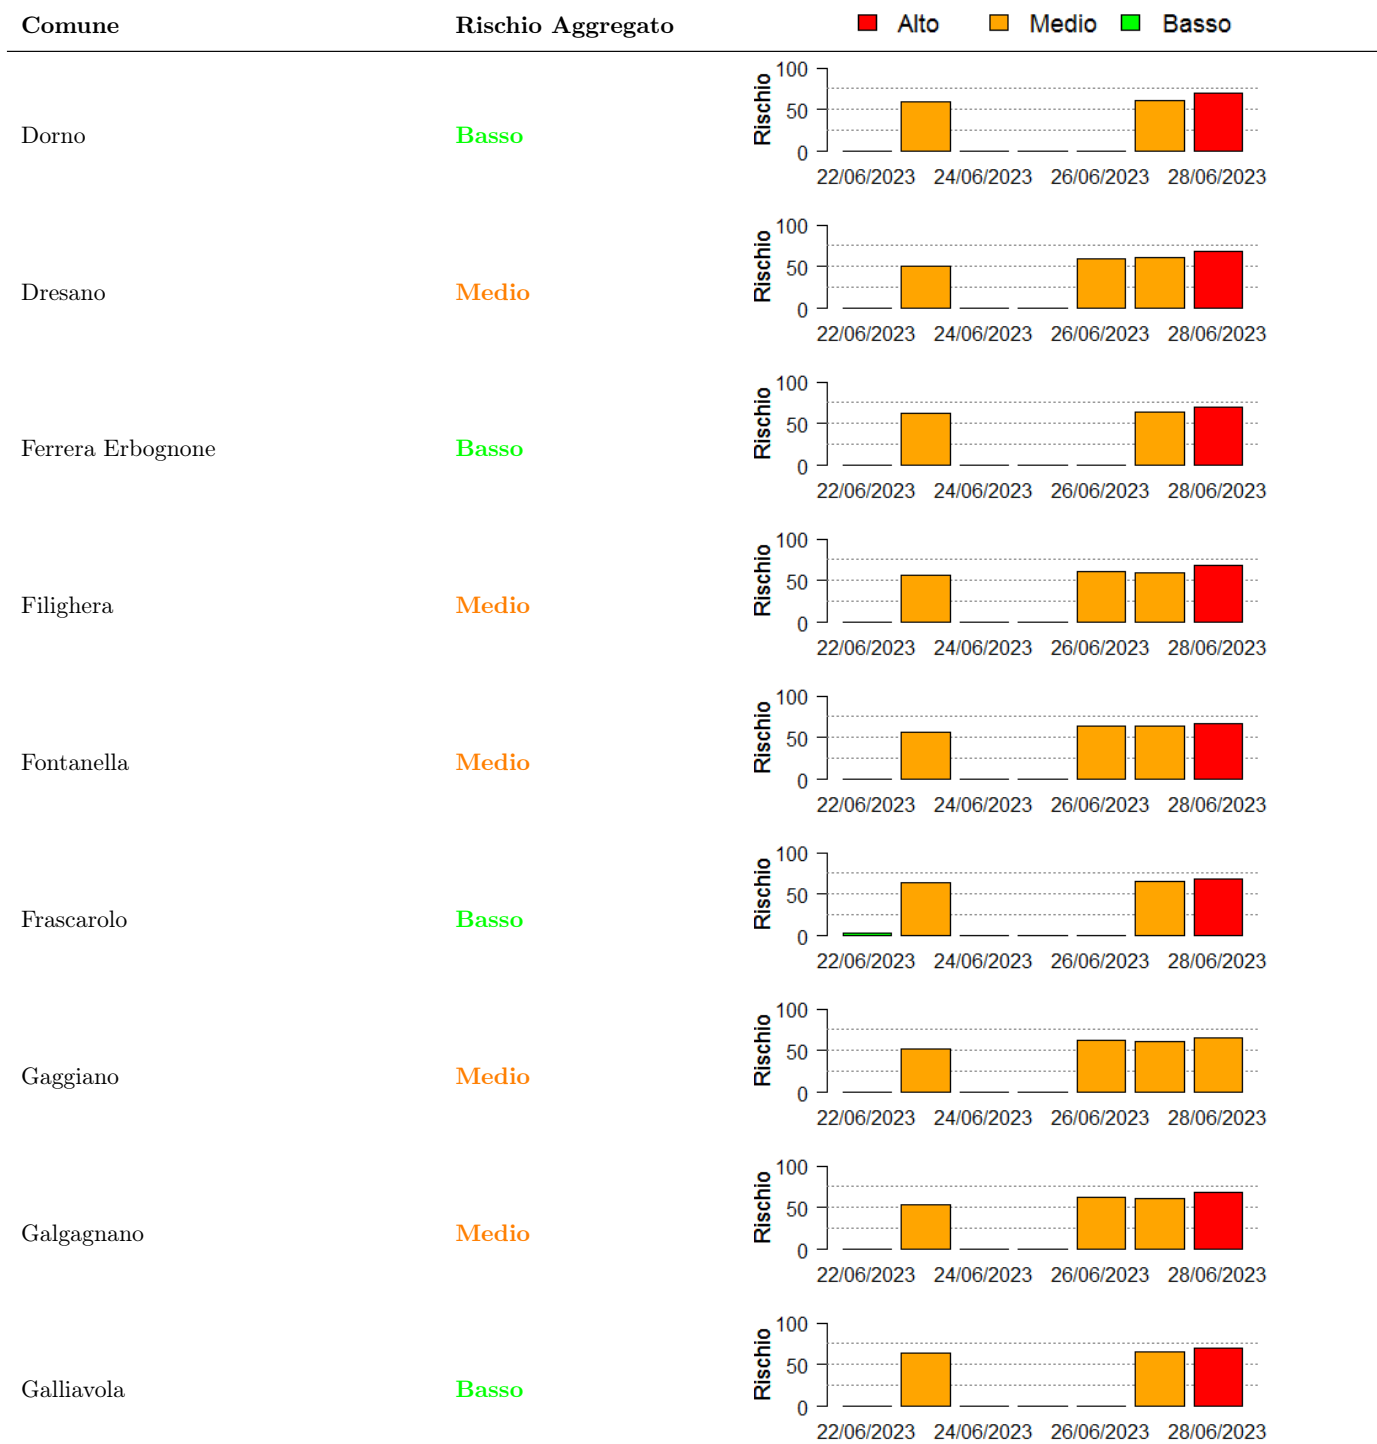 Comune Rischio Aggregato Alto Medio Basso
100
50
0
Rischio
Dorno Basso
22/06/2023 24/06/2023 26/06/2023 28/06/2023
100
50
0
Rischio
Dresano Medio
22/06/2023 24/06/2023 26/06/2023 28/06/2023
100
50
0
Rischio
Ferrera Erbognone Basso
22/06/2023 24/06/2023 26/06/2023 28/06/2023
100
50
0
Rischio
Filighera Medio
22/06/2023 24/06/2023 26/06/2023 28/06/2023
100
50
0
Rischio
Fontanella Medio
22/06/2023 24/06/2023 26/06/2023 28/06/2023
100
50
0
Rischio
Frascarolo Basso
22/06/2023 24/06/2023 26/06/2023 28/06/2023
100
50
0
Rischio
Gaggiano Medio
22/06/2023 24/06/2023 26/06/2023 28/06/2023
100
50
0
Rischio
Galgagnano Medio
22/06/2023 24/06/2023 26/06/2023 28/06/2023
100
50
0
Rischio
Galliavola Basso
22/06/2023 24/06/2023 26/06/2023 28/06/2023